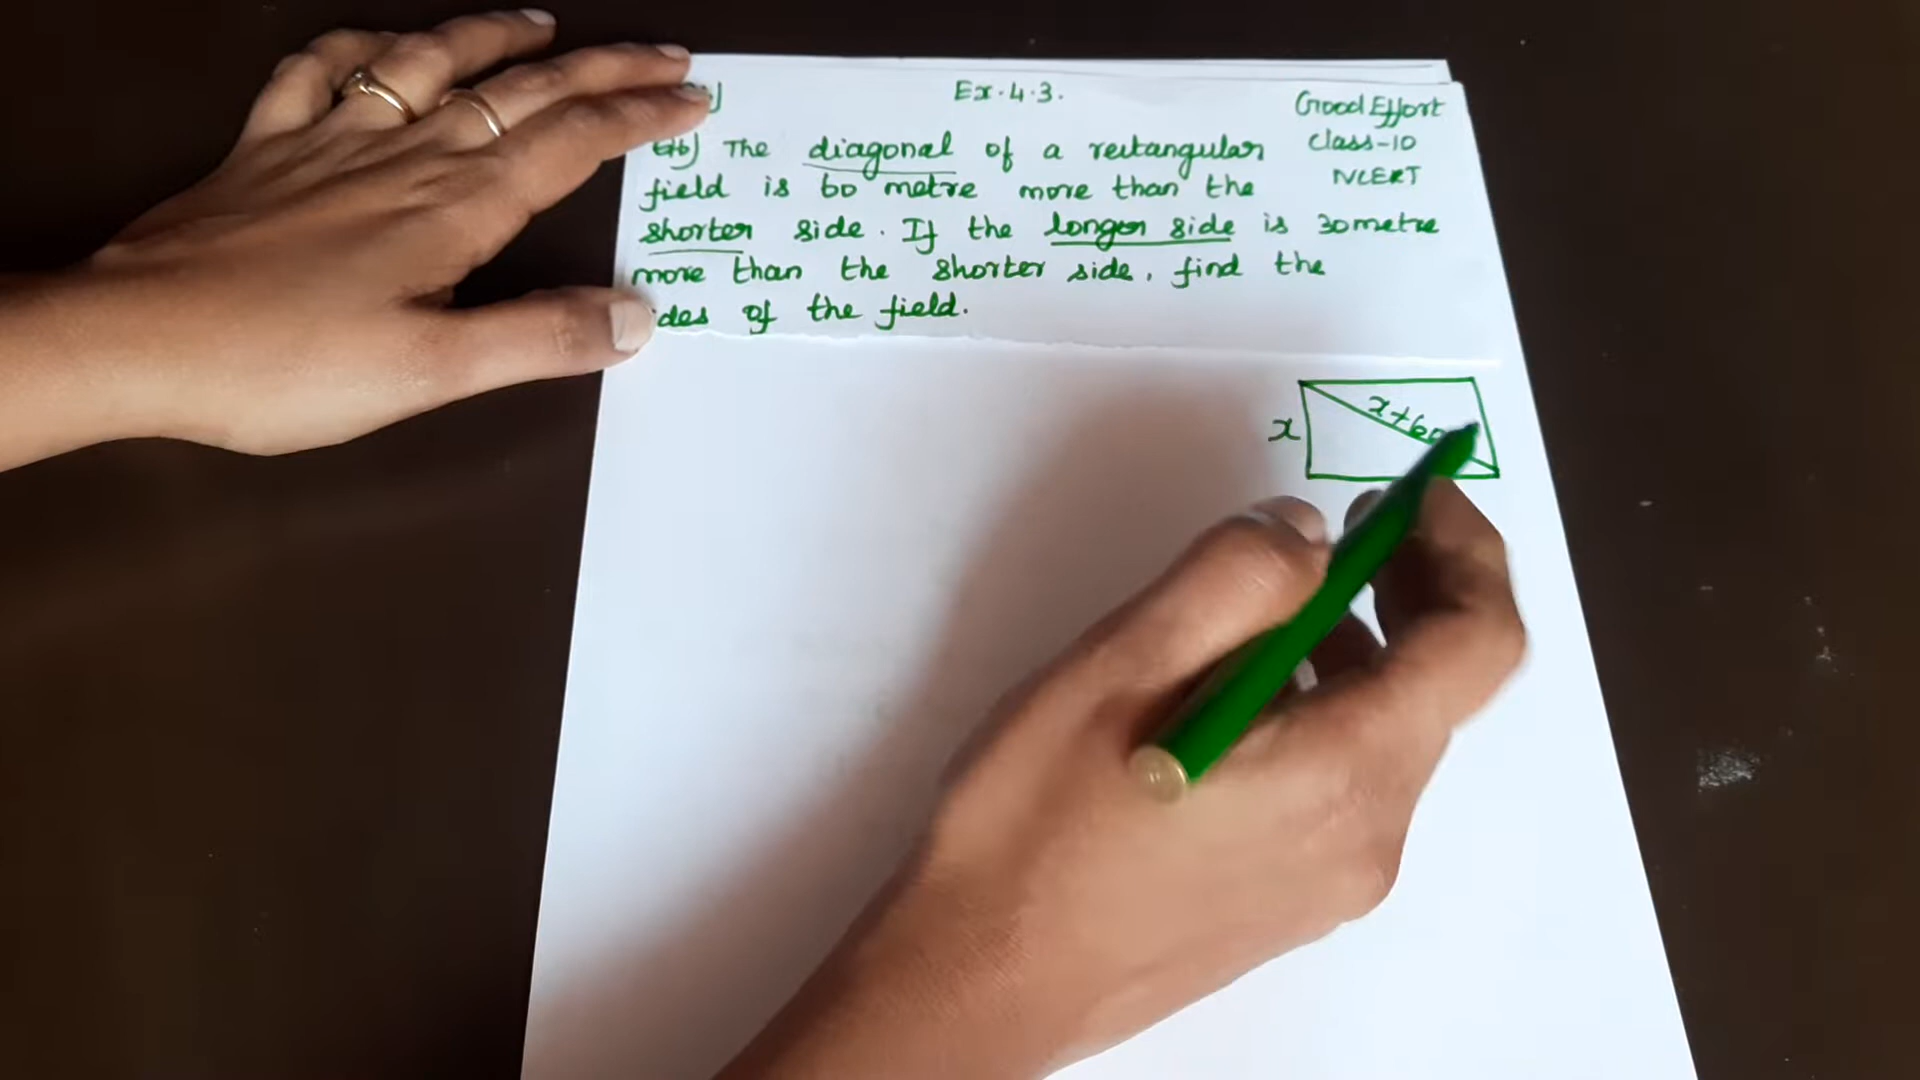 Ex.4.3.
Good Effort
Class-10
NCERT
The diagonal of a rectangular
field is 60 metre more than the
shorter side. If the longer side is 30metre
more than the shorter side, find the
ides of the field.
x+60
x